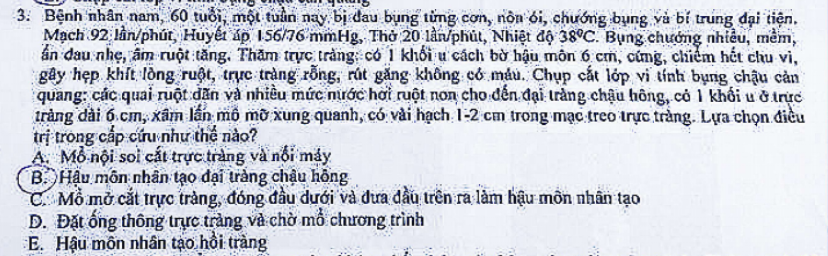 3. Bệnh nhân nam, 60 tuổi, một tuần nay bị đau bụng từng cơn, nôn ói, chướng bụng và bí trung đại tiện.
Mạch 92 lần/phút, Huyết áp 156/76 mmHg, Thở 20 lần/phút, Nhiệt độ 38⁰C. Bụng chướng nhiều, mềm,
ấn đau nhẹ, âm ruột tăng. Thăm trực tràng: có 1 khối u cách bờ hậu môn 6 cm, cứng, chiếm hết chu vi,
gây hẹp khít lòng ruột, trực tràng rỗng, rút găng không có máu. Chụp cắt lớp vi tính bụng chậu cản
quang: các quai ruột dãn và nhiều mức nước hơi ruột non cho đến đại tràng chậu hông, có 1 khối u ở trực
tràng dài 6 cm, xâm lấn mô mỡ xung quanh, có vài hạch 1-2 cm trong mạc treo trực tràng. Lựa chọn điều
trị trong cấp cứu như thế nào?
A. Mổ nội soi cắt trực tràng và nối máy
B. Hậu môn nhân tạo đại tràng chậu hông
C. Mổ mở cắt trực tràng, đóng đầu dưới và đưa đầu trên ra làm hậu môn nhân tạo
D. Đặt ống thông trực tràng và chờ mổ chương trình
E. Hậu môn nhân tạo hồi tràng